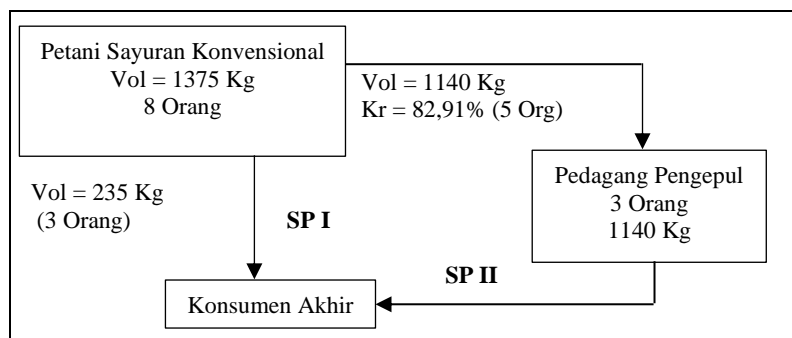 Petani Sayuran Konvensional
Vol = 1375 Kg
8 Orang
Vol = 1140 Kg
Kr = 82,91% (5 Org)
Pedagang Pengepul
3 Orang
1140 Kg
Vol = 235 Kg
(3 Orang)
SP I
SP II
Konsumen Akhir